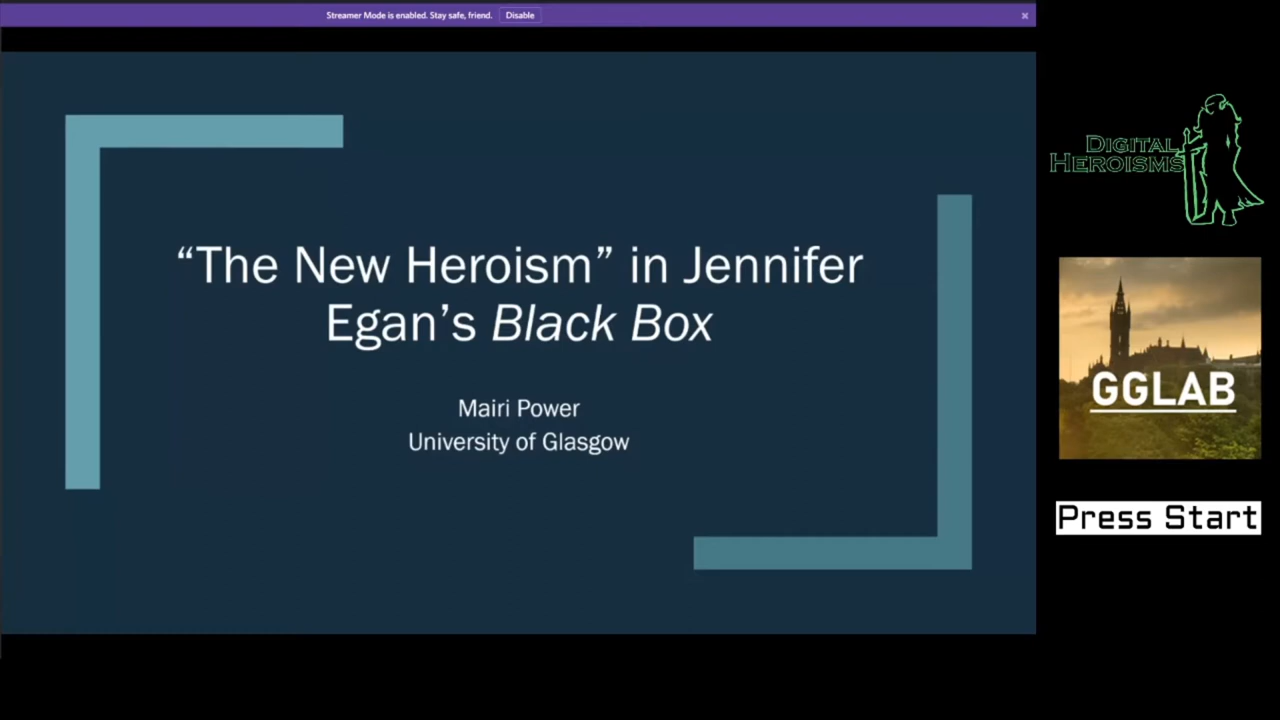 Streamer Mode is enabled. Stay safe, friend. Disable
“The New Heroism” in Jennifer
Egan’s Black Box
Mairi Power
University of Glasgow
DIGITAL
HEROISMS
GGLAB
Press Start